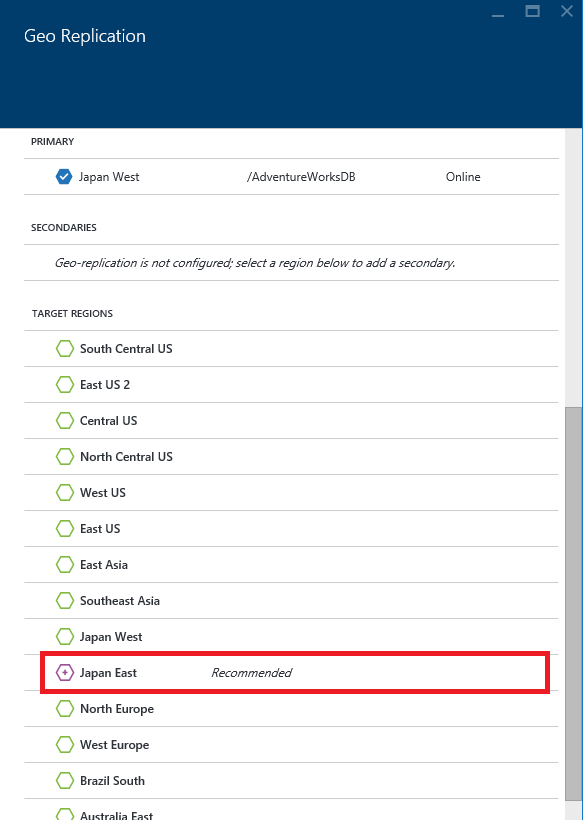 Geo Replication
PRIMARY
Japan West /AdventureWorksDB Online
SECONDARIES
Geo-replication is not configured; select a region below to add a secondary.
TARGET REGIONS
South Central US
East US 2
Central US
North Central US
West US
East US
East Asia
Southeast Asia
Japan West
Japan East Recommended
North Europe
West Europe
Brazil South
Australia East